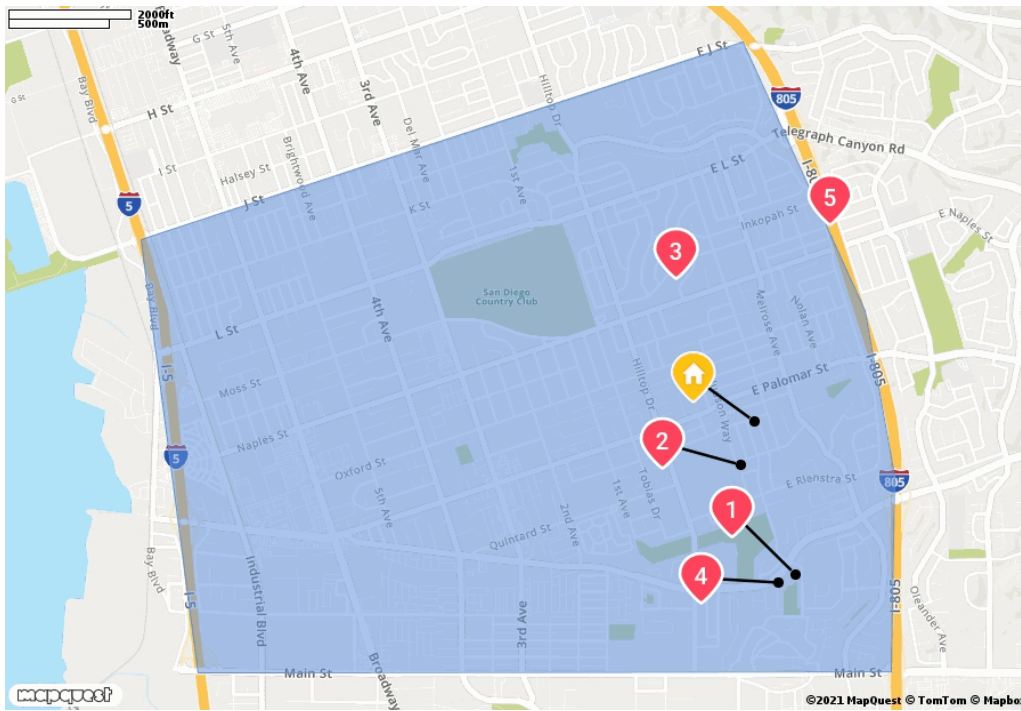 2000ft
500m
Broadway
G St
5th Ave
4th Ave
3rd Ave
H St
Bay Blvd
G St
I St
Halsey St
Brightwood Ave
Del Mar Ave
Hilltop Dr
E J St
805
Telegraph Canyon Rd
I-805
5
J St
K St
1st Ave
E L St
5
E Naples St
Inkopah St
3
San Diego
Country Club
Bay Blvd
L St
4th Ave
Melrose Ave
Nolan Ave
I-5
Moss St
Hilltop Dr
E Palomar St
I-805
Naples St
2
5
Oxford St
5th Ave
1st Ave
Tobias Dr
E Rienstra St
805
1
2nd Ave
Quintard St
Bay Blvd
I-5
Industrial Blvd
3rd Ave
4
I-805
Oleander Ave
Broadway
Main St
Main St
mapquest
©2021 MapQuest © TomTom © Mapbo